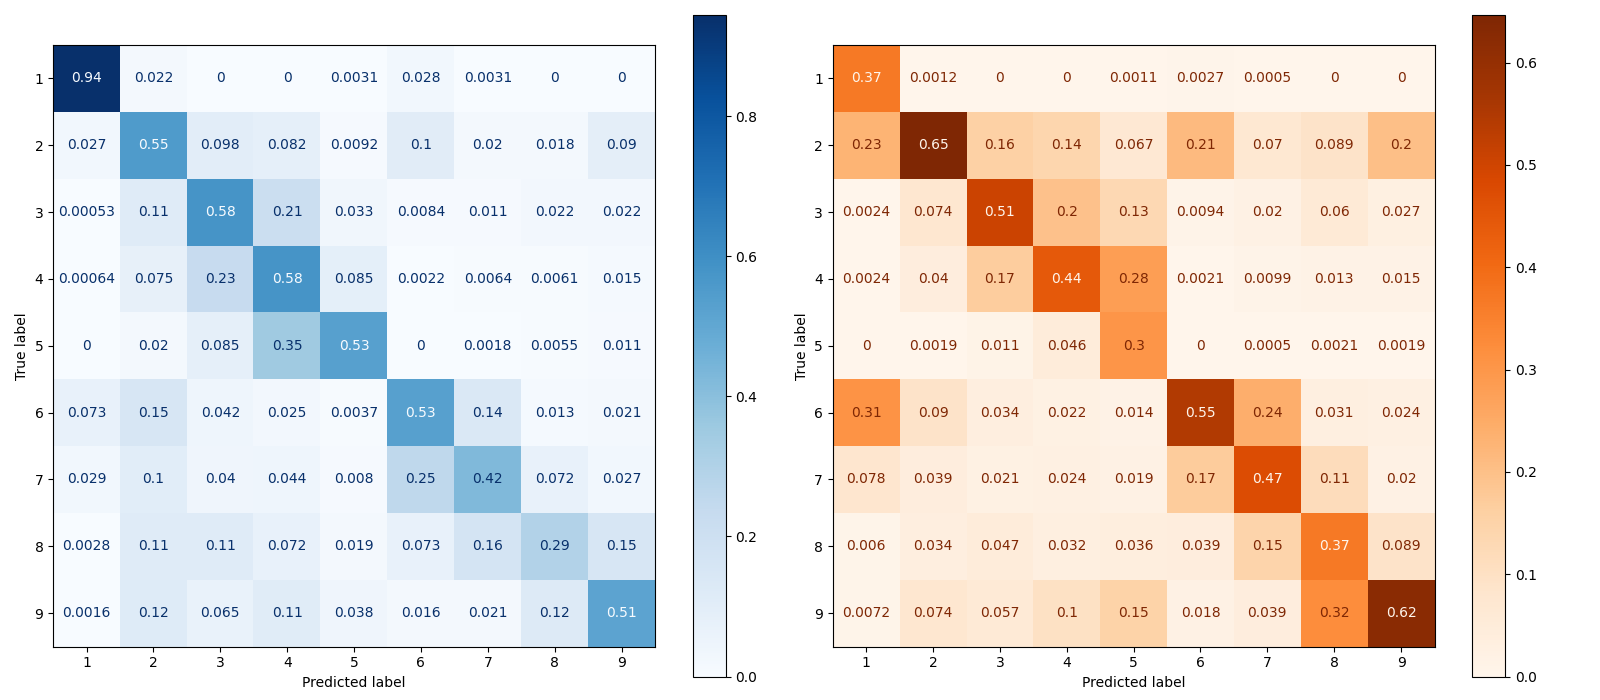 1 0.94 0.022 0 0 0.0031 0.028 0.0031 0 0
2 0.027 0.55 0.098 0.082 0.0092 0.1 0.02 0.018 0.09
3 0.00053 0.11 0.58 0.21 0.033 0.0084 0.011 0.022 0.022
4 0.00064 0.075 0.23 0.58 0.085 0.0022 0.0064 0.0061 0.015
5 0 0.02 0.085 0.35 0.53 0 0.0018 0.0055 0.011
6 0.073 0.15 0.042 0.025 0.0037 0.53 0.14 0.013 0.021
7 0.029 0.1 0.04 0.044 0.008 0.25 0.42 0.072 0.027
8 0.0028 0.11 0.11 0.072 0.019 0.073 0.16 0.29 0.15
9 0.0016 0.12 0.065 0.11 0.038 0.016 0.021 0.12 0.51
1 2 3 4 5 6 7 8 9
Predicted label
True label
0.8
0.6
0.4
0.2
0.0
1 0.37 0.0012 0 0 0.0011 0.0027 0.0005 0 0
2 0.23 0.65 0.16 0.14 0.067 0.21 0.07 0.089 0.2
3 0.0024 0.074 0.51 0.2 0.13 0.0094 0.02 0.06 0.027
4 0.0024 0.04 0.17 0.44 0.28 0.0021 0.0099 0.013 0.015
5 0 0.0019 0.011 0.046 0.3 0 0.0005 0.0021 0.0019
6 0.31 0.09 0.034 0.022 0.014 0.55 0.24 0.031 0.024
7 0.078 0.039 0.021 0.024 0.019 0.17 0.47 0.11 0.02
8 0.006 0.034 0.047 0.032 0.036 0.039 0.15 0.37 0.089
9 0.0072 0.074 0.057 0.1 0.15 0.018 0.039 0.32 0.62
1 2 3 4 5 6 7 8 9
Predicted label
True label
0.6
0.5
0.4
0.3
0.2
0.1
0.0